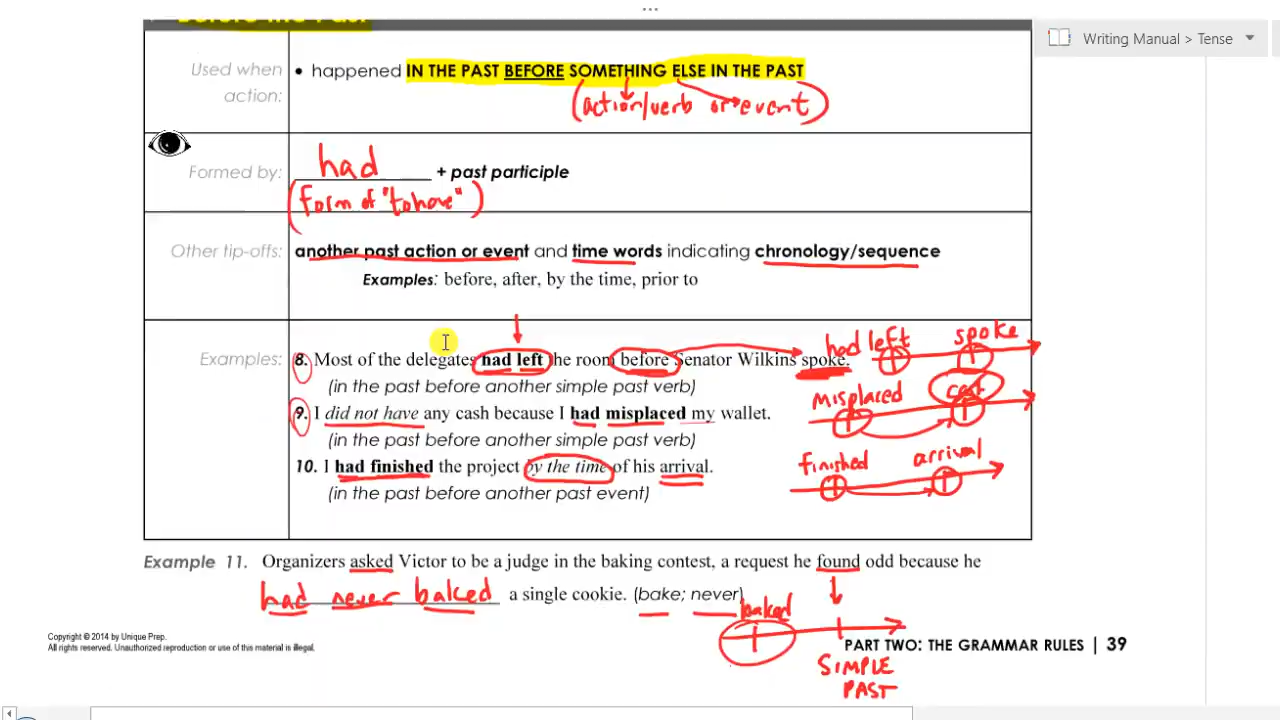 Before the Past
Writing Manual > Tense
Used when action:
• happened IN THE PAST BEFORE SOMETHING ELSE IN THE PAST
(action/verb or event)
Formed by:
had + past participle
(form of "to have")
Other tip-offs:
another past action or event and time words indicating chronology/sequence
Examples: before, after, by the time, prior to
Examples:
8. Most of the delegates had left the room before Senator Wilkins spoke.
had left spoke
(in the past before another simple past verb)
misplaced
9. I did not have any cash because I had misplaced my wallet.
(in the past before another simple past verb)
finished arrival
10. I had finished the project by the time of his arrival.
(in the past before another past event)
Example 11. Organizers asked Victor to be a judge in the baking contest, a request he found odd because he
had never baked a single cookie. (bake; never)
baked
SIMPLE
PAST
Copyright © 2014 by Unique Prep.
All rights reserved. Unauthorized reproduction or use of this material is illegal.
PART TWO: THE GRAMMAR RULES | 39